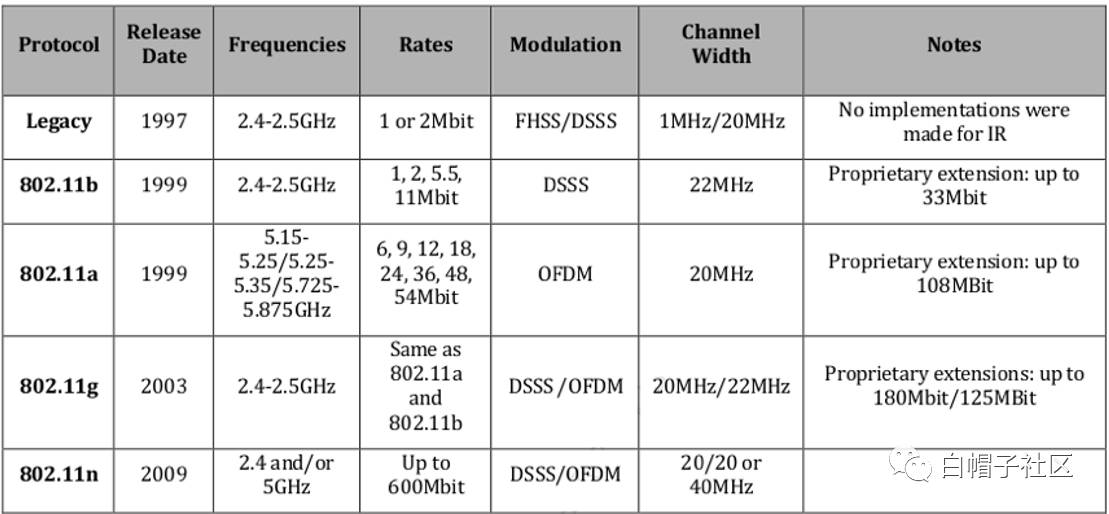 Protocol
Release
Date
Frequencies
Rates
Modulation
Channel
Width
Notes
Legacy
1997
2.4-2.5GHz
1 or 2Mbit
FHSS/DSSS
1MHz/20MHz
No implementations were
made for IR
802.11b
1999
2.4-2.5GHz
1, 2, 5.5,
11Mbit
DSSS
22MHz
Proprietary extension: up to
33Mbit
802.11a
1999
5.15-
5.25/5.25-
5.35/5.725-
5.875GHz
6, 9, 12, 18,
24, 36, 48,
54Mbit
OFDM
20MHz
Proprietary extension: up to
108MBit
802.11g
2003
2.4-2.5GHz
Same as
802.11a
and
802.11b
DSSS/OFDM
20MHz/22MHz
Proprietary extensions: up to
180Mbit/125MBit
802.11n
2009
2.4 and/or
5GHz
Up to
600Mbit
DSSS/OFDM
20/20 or
40MHz
白帽子社区